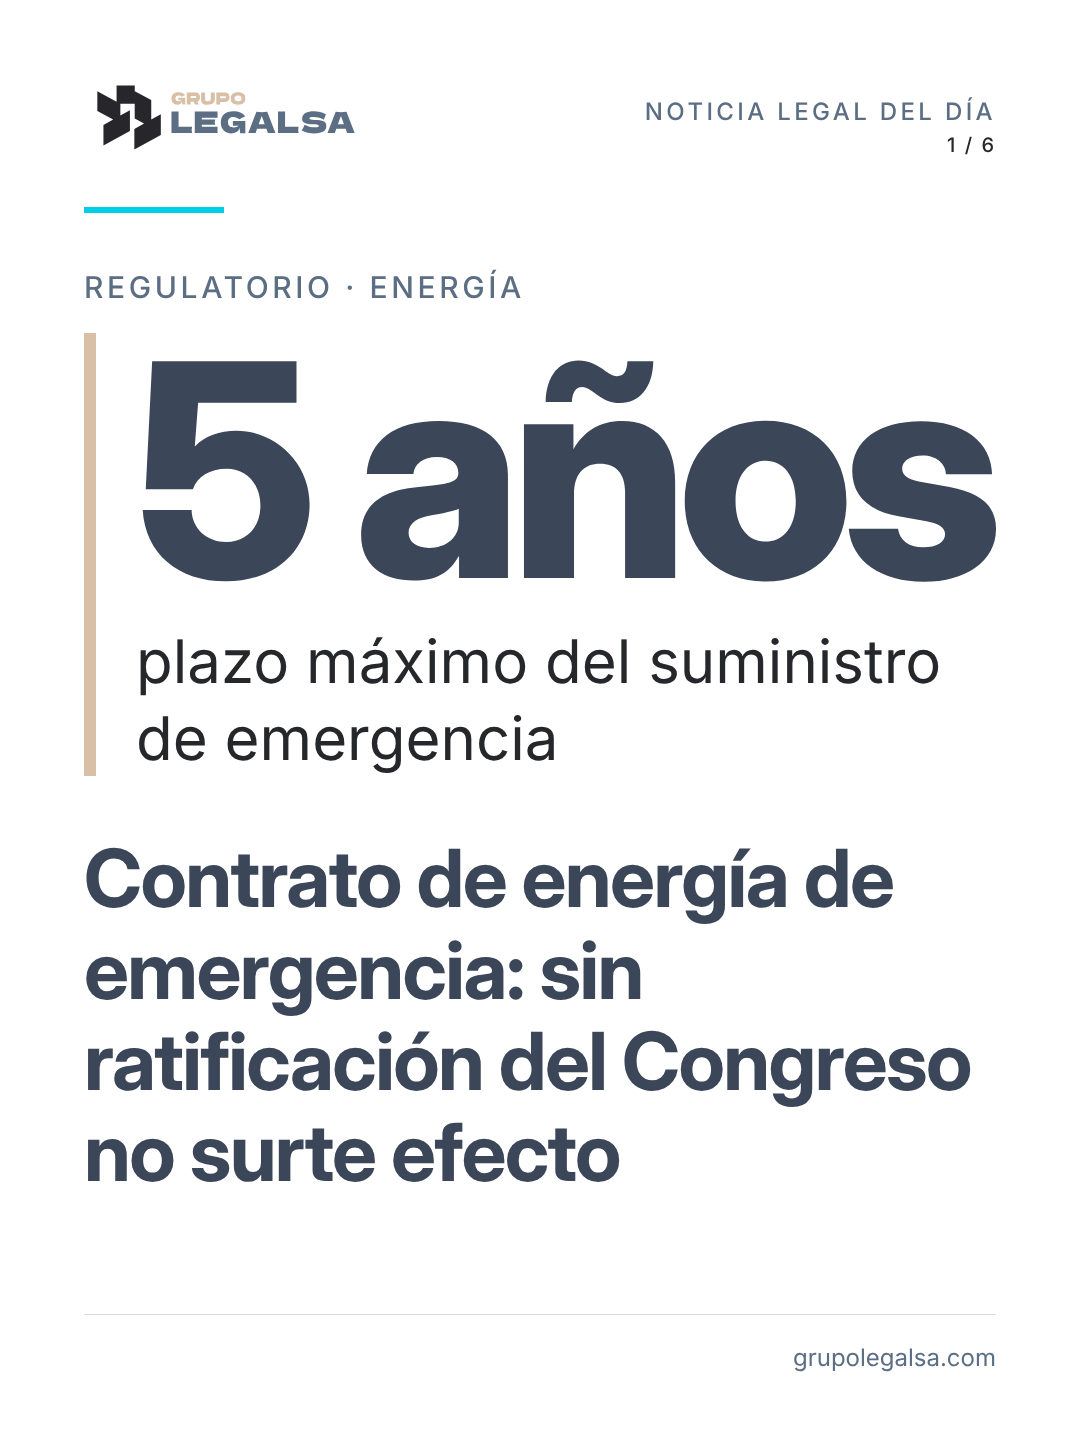 GRUPO
LEGALSA
NOTICIA LEGAL DEL DÍA
1 / 6
REGULATORIO · ENERGÍA
5 años
plazo máximo del suministro
de emergencia
Contrato de energía de
emergencia: sin
ratificación del Congreso
no surte efecto
grupolegalsa.com